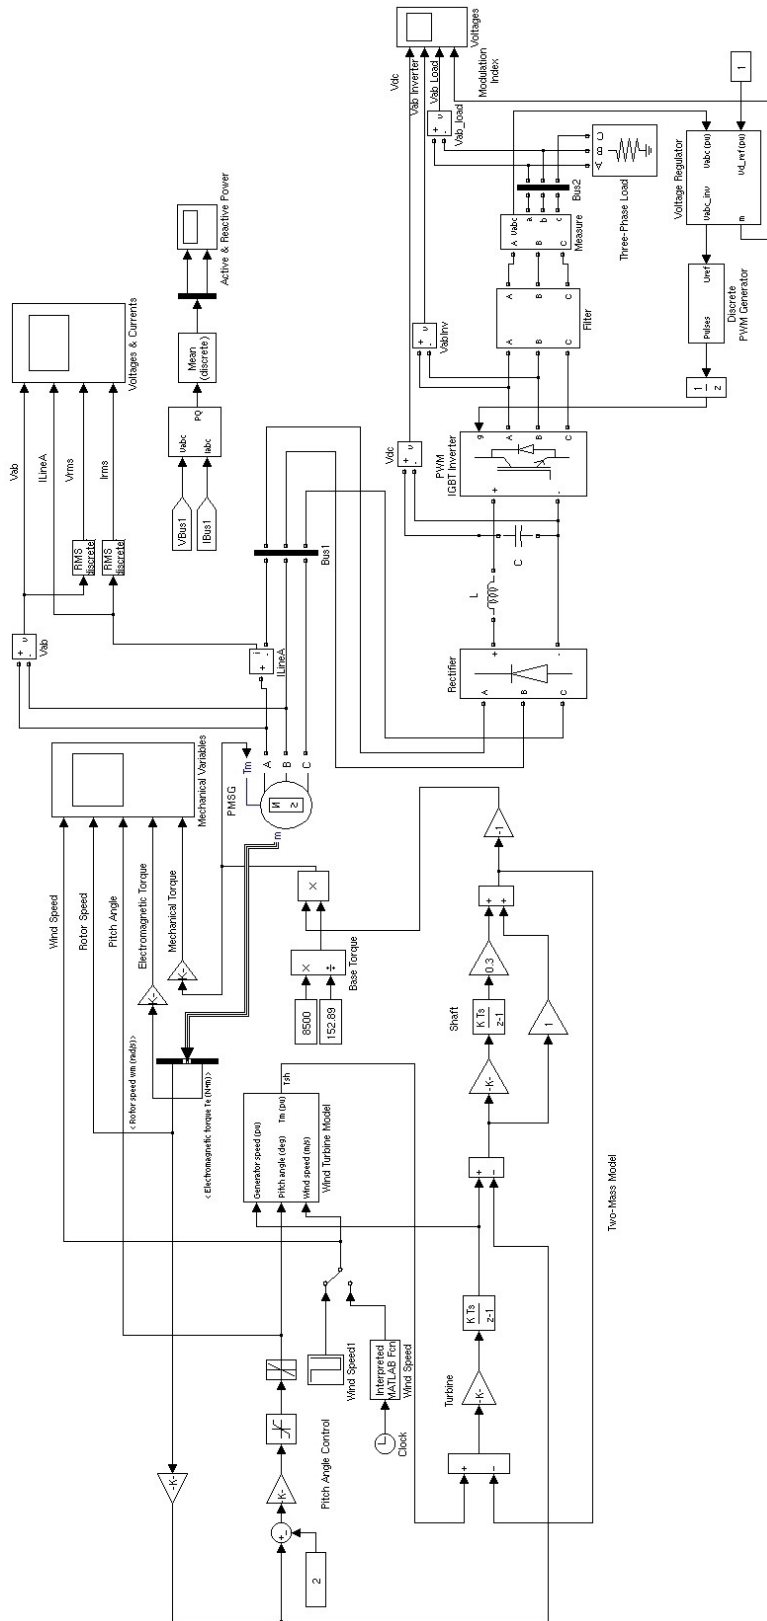 Wind Speed
Rotor Speed
Pitch Angle
Electromagnetic Torque
Mechanical Torque
Mechanical Variables
-K-
-K-
-K-
< Rotor speed wm (rad/s)>
< Electromagnetic torque Te (N*m)>
+
-
2
-K-
Pitch Angle Control
Wind Speed1
Clock
Interpreted
MATLAB Fcn
Wind Speed
Generator speed (pu)
Pitch angle (deg)
Tm (pu)
Wind speed (m/s)
Wind Turbine Model
Tsh
8500
152.89
×
÷
Base Torque
×
PMSG
Tm
m
N
S
A
B
C
+
-
v
Vab
+
-
i
ILineA
Vab
ILineA
Vrms
Irms
RMS
discrete
RMS
discrete
Voltages & Currents
VBus1
IBus1
Vabc
Iabc
PQ
Mean
(discrete)
Active & Reactive Power
Bus1
+
-
Turbine
-K-
K Ts
z-1
+
-
Shaft
-K-
K Ts
z-1
0.3
1
+
+
-1
Two-Mass Model
Rectifier
A
B
C
+
-
L
C
+
-
v
Vdc
PWM
IGBT Inverter
g
A
B
C
+
-
+
-
v
VabInv
A
B
C
A
B
C
Filter
Vabc
A
B
C
a
b
c
Measure
Bus2
A
B
C
Three-Phase Load
+
-
v
Vab_load
Vdc
Vab Inverter
Vab Load
Modulation
Index
Voltages
1
z
Pulses
Uref
Discrete
PWM Generator
Vabc_inv
Vabc (pu)
m
Vd_ref (pu)
Voltage Regulator
1